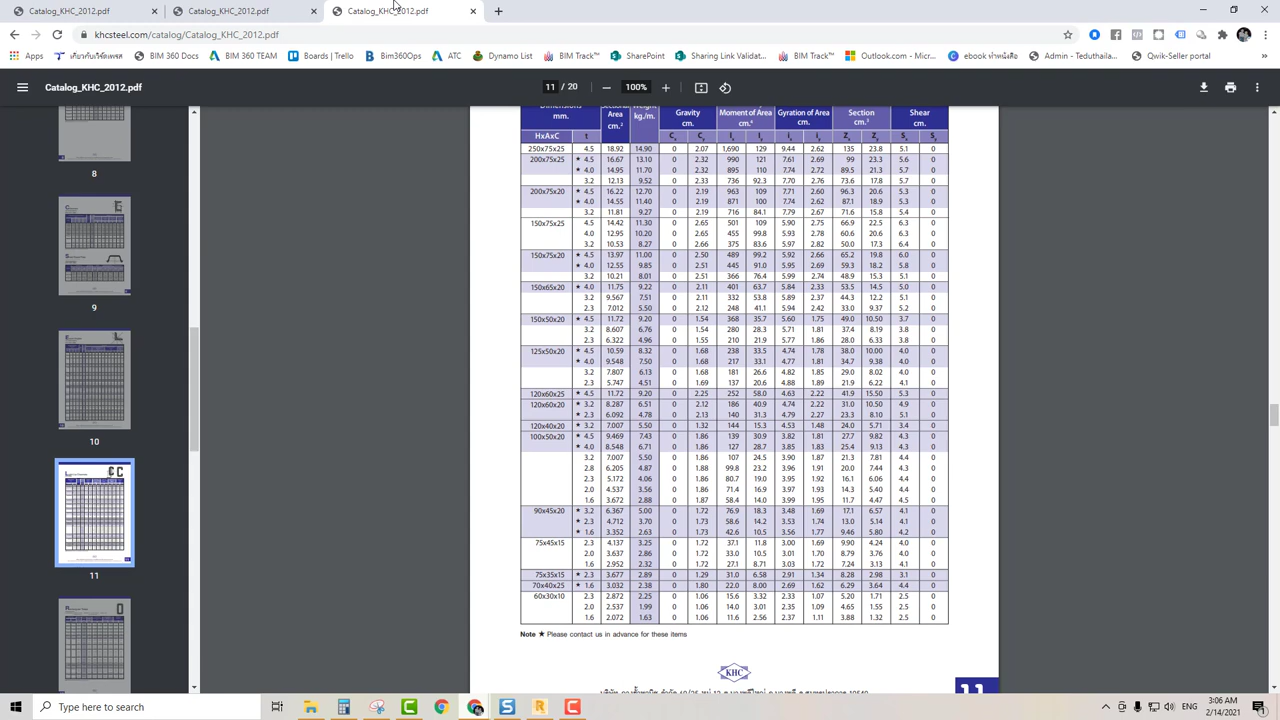 Catalog_KHC_2012.pdf
Catalog_KHC_2012.pdf
Catalog_KHC_2012.pdf
khcsteel.com/catalog/Catalog_KHC_2012.pdf
Apps
เกี่ยวกับริษัทเพลส
BIM 360 Docs
BIM 360 TEAM
Boards | Trello
Bim360ops
ATC
Dynamo List
BIM Track™
SharePoint
Sharing Link Validat...
BIM Track™
Outlook.com - Micr...
ebook ทำหนังสือ
Admin - Teduthaila...
Qwik-Seller portal
Catalog_KHC_2012.pdf
11 / 20
100%
8
9
10
11
Dimensions mm. Sectional Area cm.² Weight kg./m. Gravity cm. Moment of Area cm.⁴ Gyration of Area cm. Section cm.³ Shear cm.
HxAxC t Cx Cy Ix Iy ix iy Zx Zy Sx Sy
250x75x25 4.5 18.92 14.90 0 2.07 1,690 129 9.44 2.62 135 23.8 5.1 0
200x75x25 ★ 4.5 16.67 13.10 0 2.32 990 121 7.61 2.69 99 23.3 5.6 0
★ 4.0 14.95 11.70 0 2.32 895 110 7.74 2.72 89.5 21.3 5.7 0
3.2 12.13 9.52 0 2.33 736 92.3 7.70 2.76 73.6 17.8 5.7 0
200x75x20 ★ 4.5 16.22 12.70 0 2.19 963 109 7.71 2.60 96.3 20.6 5.3 0
★ 4.0 14.55 11.40 0 2.19 871 100 7.74 2.62 87.1 18.9 5.3 0
3.2 11.81 9.27 0 2.19 716 84.1 7.79 2.67 71.6 15.8 5.4 0
150x75x25 4.5 14.42 11.30 0 2.65 501 109 5.90 2.75 66.9 22.5 6.3 0
4.0 12.95 10.20 0 2.65 455 99.8 5.93 2.78 60.6 20.6 6.3 0
3.2 10.53 8.27 0 2.66 375 83.6 5.97 2.82 50.0 17.3 6.4 0
150x75x20 ★ 4.5 13.97 11.00 0 2.50 489 99.2 5.92 2.66 65.2 19.8 6.0 0
★ 4.0 12.55 9.85 0 2.51 445 91.0 5.95 2.69 59.3 18.2 5.8 0
3.2 10.21 8.01 0 2.51 366 76.4 5.99 2.74 48.9 15.3 5.1 0
150x65x20 ★ 4.0 11.75 9.22 0 2.11 401 63.7 5.84 2.33 53.5 14.5 5.0 0
3.2 9.567 7.51 0 2.11 332 53.8 5.89 2.37 44.3 12.2 5.1 0
2.3 7.012 5.50 0 2.12 248 41.1 5.94 2.42 33.0 9.37 5.2 0
150x50x20 ★ 4.5 11.72 9.20 0 1.54 368 35.7 5.60 1.75 49.0 10.50 3.7 0
3.2 8.607 6.76 0 1.54 280 28.3 5.71 1.81 37.4 8.19 3.8 0
2.3 6.322 4.96 0 1.55 210 21.9 5.77 1.86 28.0 6.33 3.8 0
125x50x20 ★ 4.5 10.59 8.32 0 1.68 238 33.5 4.74 1.78 38.0 10.00 4.0 0
★ 4.0 9.548 7.50 0 1.68 217 33.1 4.77 1.81 34.7 9.38 4.0 0
3.2 7.807 6.13 0 1.68 181 26.6 4.82 1.85 29.0 8.02 4.0 0
2.3 5.747 4.51 0 1.69 137 20.6 4.88 1.89 21.9 6.22 4.1 0
120x60x25 ★ 4.5 11.72 9.20 0 2.25 252 58.0 4.63 2.22 41.9 15.50 5.3 0
120x60x20 ★ 3.2 8.287 6.51 0 2.12 186 40.9 4.74 2.22 31.0 10.50 4.9 0
★ 2.3 6.092 4.78 0 2.13 140 31.3 4.79 2.27 23.3 8.10 5.1 0
120x40x20 ★ 3.2 7.007 5.50 0 1.32 144 15.3 4.53 1.48 24.0 5.71 3.4 0
100x50x20 ★ 4.5 9.469 7.43 0 1.86 139 30.9 3.82 1.81 27.7 9.82 4.3 0
★ 4.0 8.548 6.71 0 1.86 127 28.7 3.85 1.83 25.4 9.13 4.3 0
3.2 7.007 5.50 0 1.86 107 24.5 3.90 1.87 21.3 7.81 4.4 0
2.8 6.205 4.87 0 1.88 99.8 23.2 3.96 1.91 20.0 7.44 4.3 0
2.3 5.172 4.06 0 1.86 80.7 19.0 3.95 1.92 16.1 6.06 4.4 0
2.0 4.537 3.56 0 1.86 71.4 16.9 3.97 1.93 14.3 5.40 4.4 0
1.6 3.672 2.88 0 1.87 58.4 14.0 3.99 1.95 11.7 4.47 4.5 0
90x45x20 ★ 3.2 6.367 5.00 0 1.72 76.9 18.3 3.48 1.69 17.1 6.57 4.1 0
★ 2.3 4.712 3.70 0 1.73 58.6 14.2 3.53 1.74 13.0 5.14 4.1 0
★ 1.6 3.352 2.63 0 1.73 42.6 10.5 3.56 1.77 9.46 5.80 4.2 0
75x45x15 2.3 4.137 3.25 0 1.72 37.1 11.8 3.00 1.69 9.90 4.24 4.0 0
2.0 3.637 2.86 0 1.72 33.0 10.5 3.01 1.70 8.79 3.76 4.0 0
1.6 2.952 2.32 0 1.72 27.1 8.71 3.03 1.72 7.24 3.13 4.1 0
75x35x15 ★ 2.3 3.677 2.89 0 1.29 31.0 6.58 2.91 1.34 8.28 2.98 3.1 0
70x40x25 ★ 1.6 3.032 2.38 0 1.80 22.0 8.00 2.69 1.62 6.29 3.64 4.4 0
60x30x10 2.3 2.872 2.25 0 1.06 15.6 3.32 2.33 1.07 5.20 1.71 2.5 0
2.0 2.537 1.99 0 1.06 14.0 3.01 2.35 1.09 4.65 1.55 2.5 0
1.6 2.072 1.63 0 1.06 11.6 2.56 2.37 1.11 3.88 1.32 2.5 0
Note ★ Please contact us in advance for these items
KHC
11
Type here to search
3:06 AM
2/14/2021